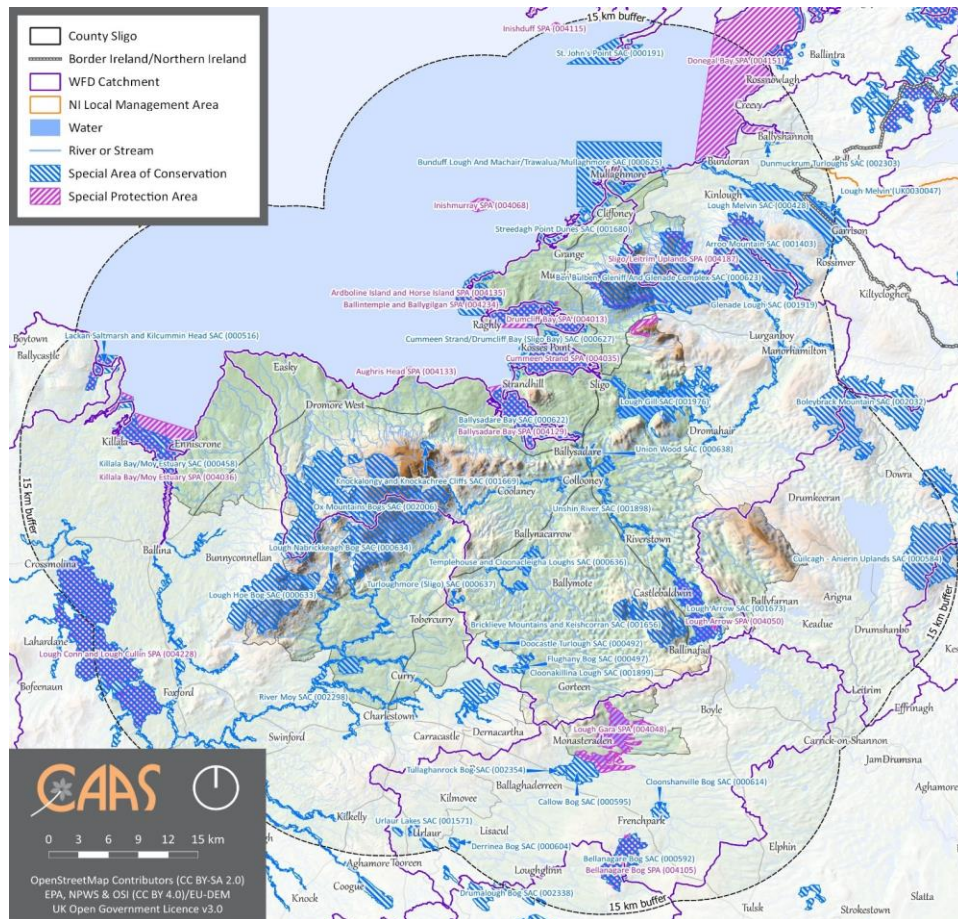 County Sligo
Border Ireland/Northern Ireland
WFD Catchment
NI Local Management Area
Water
River or Stream
Special Area of Conservation
Special Protection Area
15 km buffer
Inishduff SPA (004115)
St. John's Point SAC (000191)
Ballintra
Donegal Bay SPA (004151)
Rossnowlagh
Creevy
Ballyshannon
Bundoran
Dunmuckrum Turloughs SAC (002303)
Bunduff Lough And Machair/Trawalua/Mullaghmore SAC (000625)
Mullaghmore
Kinlough
Lough Melvin (UK0030047)
Lough Melvin SAC (000428)
Inishmurray SPA (004068)
Cliffoney
Garrison
Streedagh Point Dunes SAC (001680)
Arroo Mountain SAC (001403)
Rossinver
Grange
Sligo/Leitrim Uplands SPA (004187)
Ben Bulben, Gleniff And Glenade Complex SAC (000623)
Kiltyclogher
Ardboline Island and Horse Island SPA (004135)
Ballintemple and Ballygilgan SPA (004234)
Glenade Lough SAC (001919)
Raghly
Drumcliff Bay SPA (004013)
Lackan Saltmarsh and Kilcummin Head SAC (000516)
Cummeen Strand/Drumcliff Bay (Sligo Bay) SAC (000627)
Lurganboy
Boytown
Rosses Point
Manorhamilton
Ballycastle
Cummeen Strand SPA (004035)
Easky
Aughris Head SPA (004133)
Strandhill
Sligo
Dromore West
Lough Gill SAC (001976)
Boleybrack Mountain SAC (002032)
Ballysadare Bay SAC (000622)
Ballysadare Bay SPA (004129)
Dromahair
Killala
Enniscrone
Ballysadare
Union Wood SAC (000638)
Killala Bay/Moy Estuary SAC (000458)
Killala Bay/Moy Estuary SPA (004036)
Collooney
Dowra
Knockalongy and Knockachree Cliffs SAC (001669)
Coolaney
Drumkeeran
15 km buffer
Ox Mountains Bogs SAC (002006)
Unshin River SAC (001898)
Ballina
Bunnyconnellan
Ballynacarrow
Riverstown
Cuilcagh - Anierin Uplands SAC (000584)
Lough Nabrickkeagh Bog SAC (000634)
Templehouse and Cloonacleigha Loughs SAC (000636)
Crossmolina
Turloughmore (Sligo) SAC (000637)
Ballymote
Lough Hoe Bog SAC (000633)
Castlebaldwin
Ballyfarnan
Arigna
Lough Arrow SAC (001673)
Tobercurry
Bricklieve Mountains and Keishcorran SAC (001656)
Lough Arrow SPA (004050)
Keadue
Drumshanbo
15 km buffer
Lahardane
Doocastle Turlough SAC (000492)
Ballinafad
Lough Conn and Lough Cullin SPA (004228)
Flughany Bog SAC (000497)
Cloonakillina Lough SAC (001899)
Bofeenaun
Foxford
Curry
Gorteen
Leitrim
River Moy SAC (002298)
Boyle
Effrinagh
Charlestown
Swinford
Carracastle
Dernacartha
Lough Gara SPA (004048)
Monasteraden
Carrick-on-Shannon
JamDrumsna
Tullaghanrock Bog SAC (002354)
Ballaghaderreen
Cloonshanville Bog SAC (000614)
Aghamore
Callow Bog SAC (000595)
Kilmovee
Frenchpark
Kilkelly
Urlaur Lakes SAC (001571)
Urlaur
Lisacul
Elphin
Derrinea Bog SAC (000604)
Aghamore
Tooreen
Loughglinn
Bellanagare Bog SAC (000592)
Bellanagare Bog SPA (004105)
Coogue
Slatta
Drumalough Bog SAC (002338)
Knock
15 km buffer
Tulsk
Strokestown
CAAS
0 3 6 9 12 15 km
OpenStreetMap Contributors (CC BY-SA 2.0)
EPA, NPWS & OSI (CC BY 4.0)/EU-DEM
UK Open Government Licence v3.0